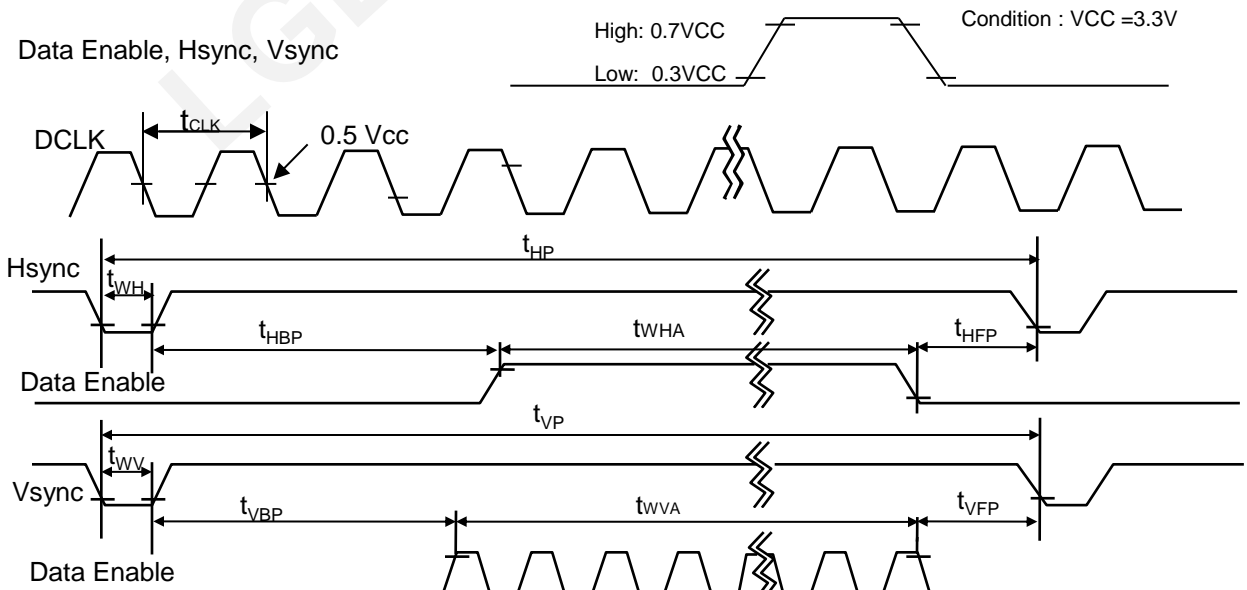 Condition : VCC =3.3V
High: 0.7VCC
Data Enable, Hsync, Vsync
Low: 0.3VCC
tCLK
DCLK
0.5 Vcc
tHP
Hsync
tWH
tHBP
tWHA
tHFP
Data Enable
tVP
tWV
Vsync
tVBP
tWVA
tVFP
Data Enable